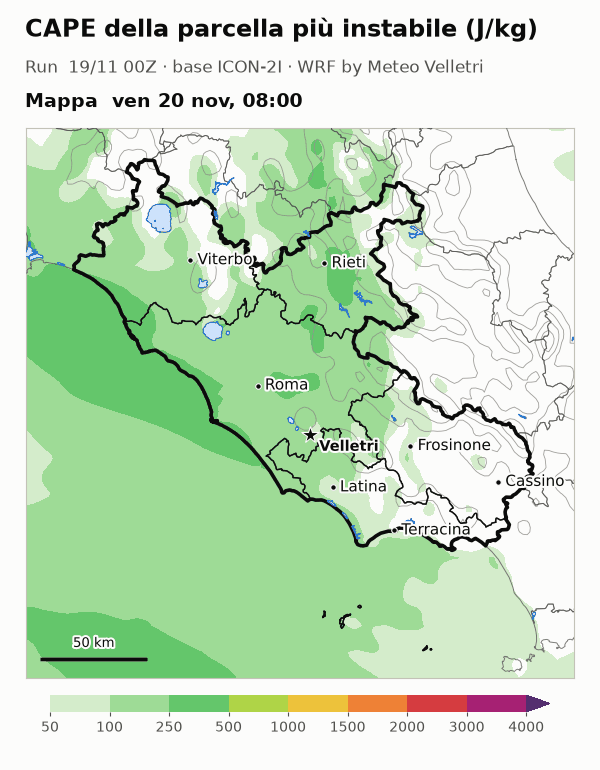 CAPE della parcella più instabile (J/kg)
Run  19/11 00Z · base ICON-2I · WRF by Meteo Velletri
Mappa  ven 20 nov, 08:00
Viterbo
Rieti
Roma
Velletri
Frosinone
Latina
Cassino
Terracina
50 km
50 100 250 500 1000 1500 2000 3000 4000